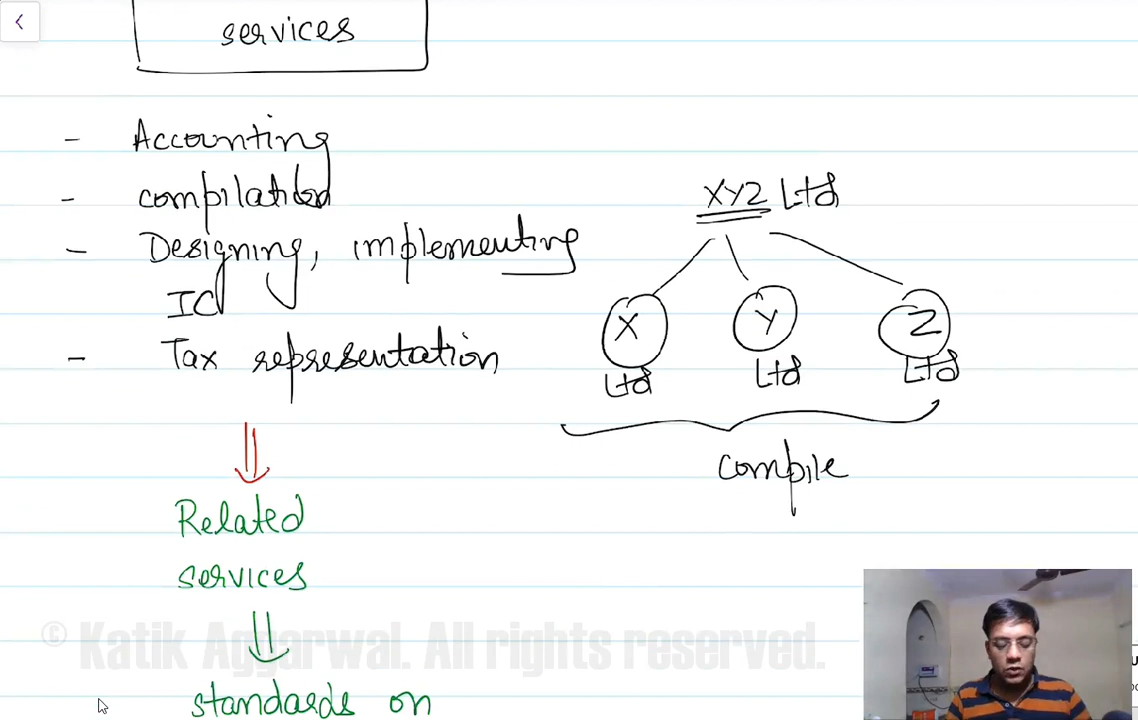 services
- Accounting
- compilation
- Designing, implementing
IC
- Tax representation
XYZ Ltd
X Y Z
Ltd Ltd Ltd
compile
Related
services
© Katik Aggarwal. All rights reserved.
standards on